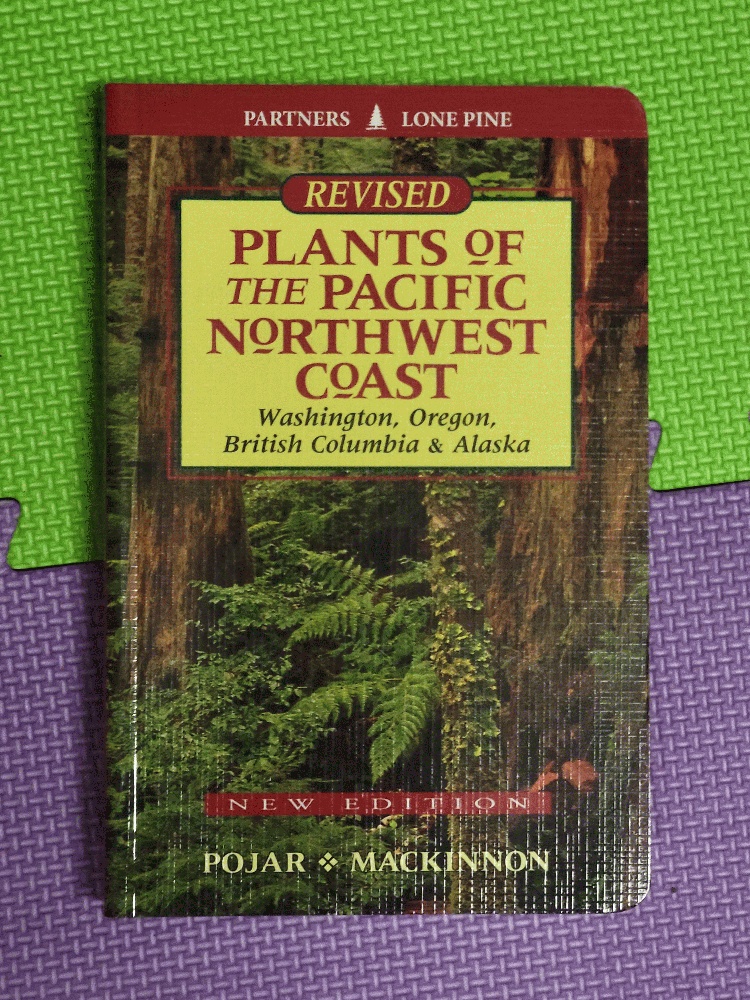 PARTNERS LONE PINE
REVISED
PLANTS OF
THE PACIFIC
NORTHWEST
COAST
Washington, Oregon,
British Columbia & Alaska
NEW EDITION
POJAR ❖ MACKINNON